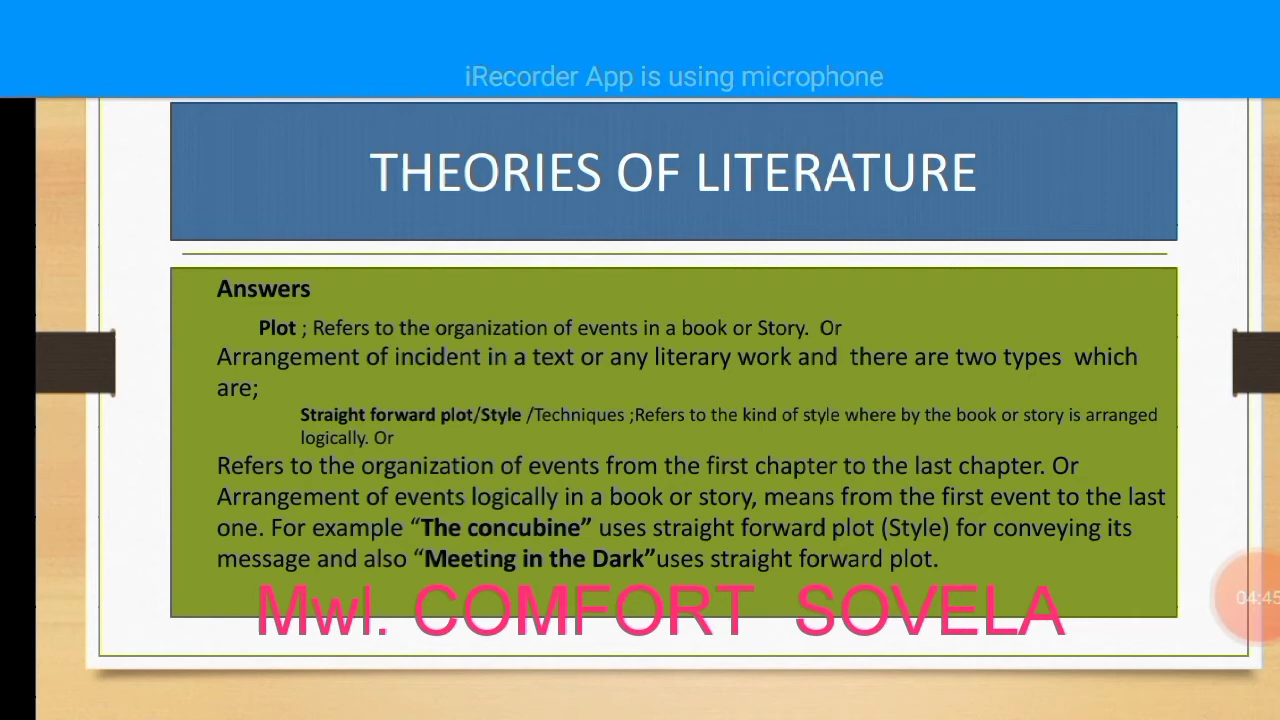 iRecorder App is using microphone
THEORIES OF LITERATURE
Answers
Plot ; Refers to the organization of events in a book or Story. Or
Arrangement of incident in a text or any literary work and there are two types which
are;
Straight forward plot/Style /Techniques ;Refers to the kind of style where by the book or story is arranged
logically. Or
Refers to the organization of events from the first chapter to the last chapter. Or
Arrangement of events logically in a book or story, means from the first event to the last
one. For example “The concubine” uses straight forward plot (Style) for conveying its
message and also “Meeting in the Dark”uses straight forward plot.
Mwl. COMFORT SOVELA
04:45